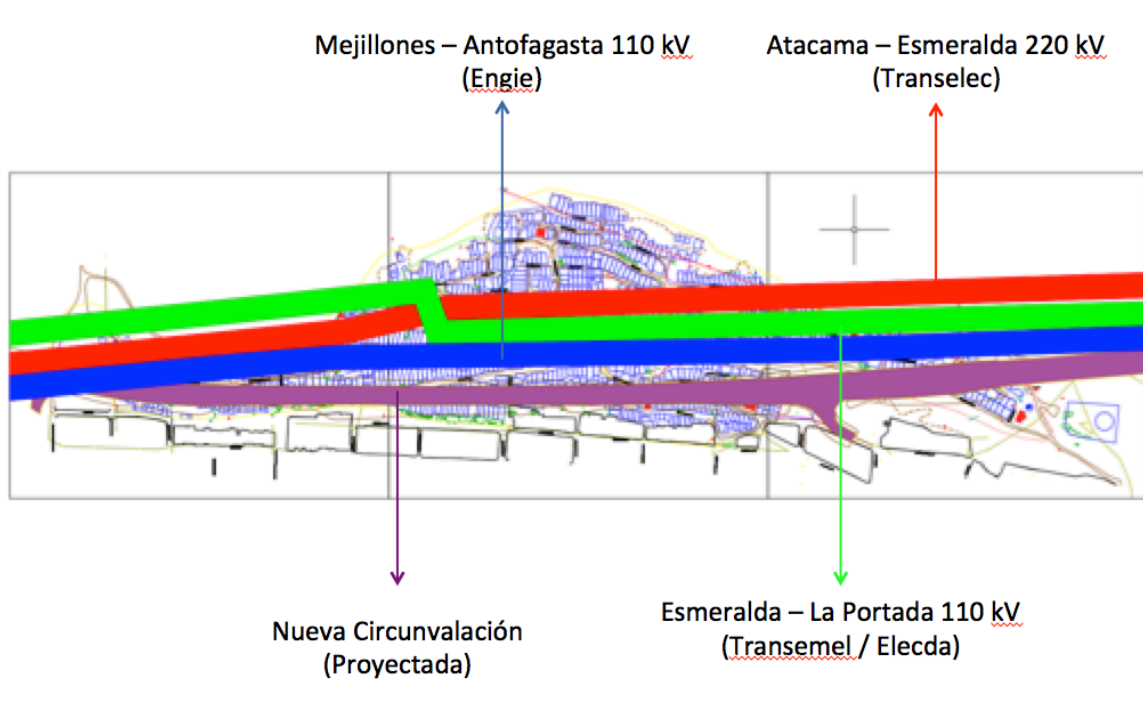 Mejillones – Antofagasta 110 kV
(Engie)
Atacama – Esmeralda 220 kV
(Transelec)
Nueva Circunvalación
(Proyectada)
Esmeralda – La Portada 110 kV
(Transemel / Elecda)